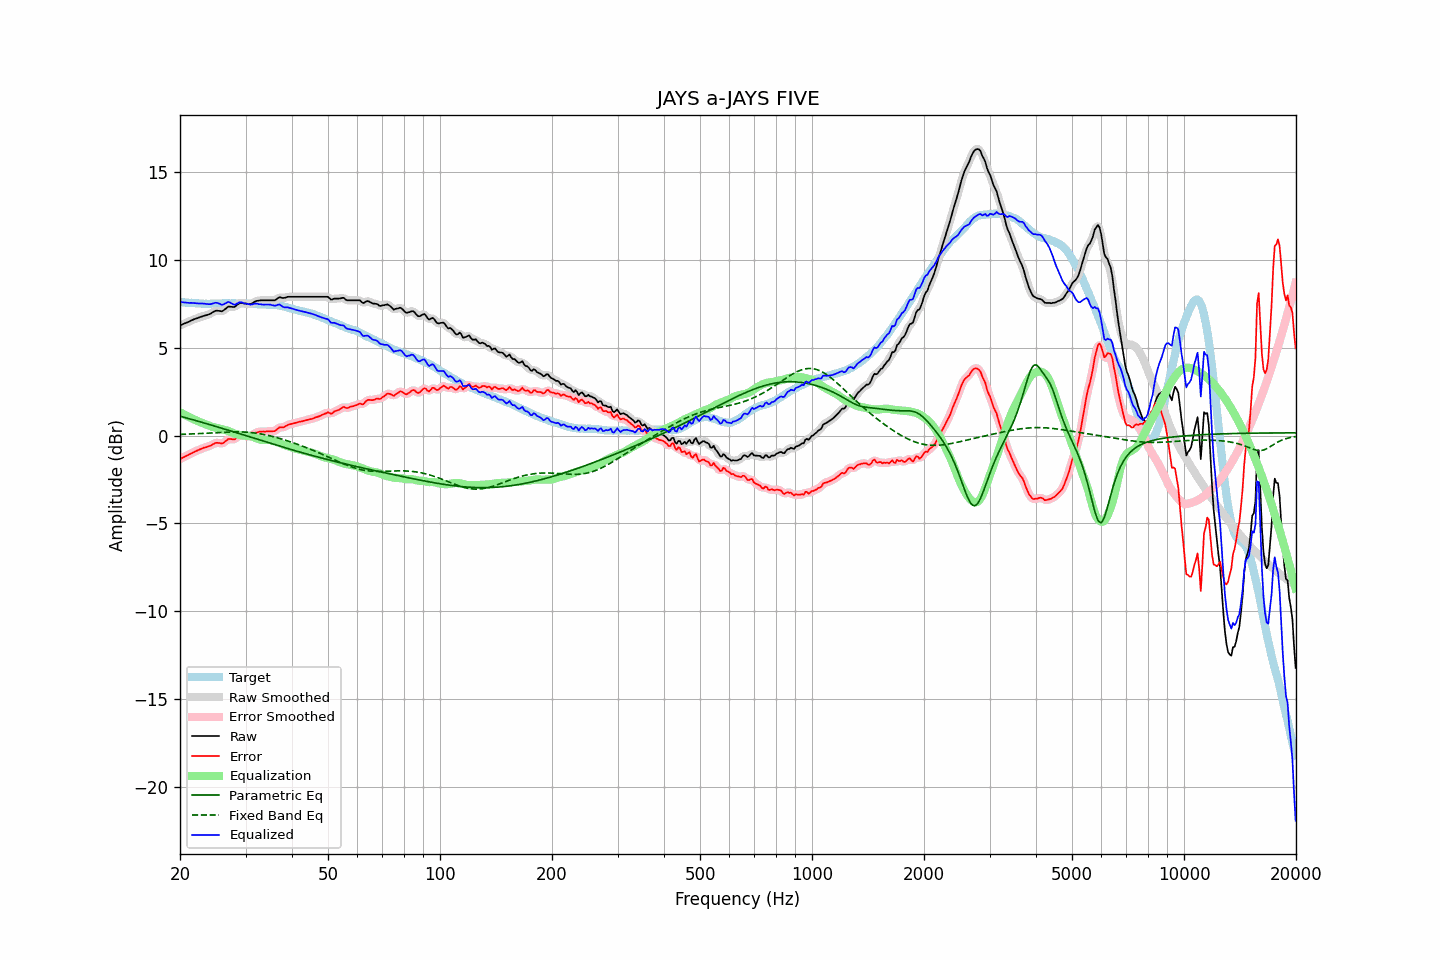 JAYS a-JAYS FIVE
Amplitude (dBr)
15
10
5
0
−5
−10
−15
−20
Target
Raw Smoothed
Error Smoothed
Raw
Error
Equalization
Parametric Eq
Fixed Band Eq
Equalized
20 50 100 200 500 1000 2000 5000 10000 20000
Frequency (Hz)